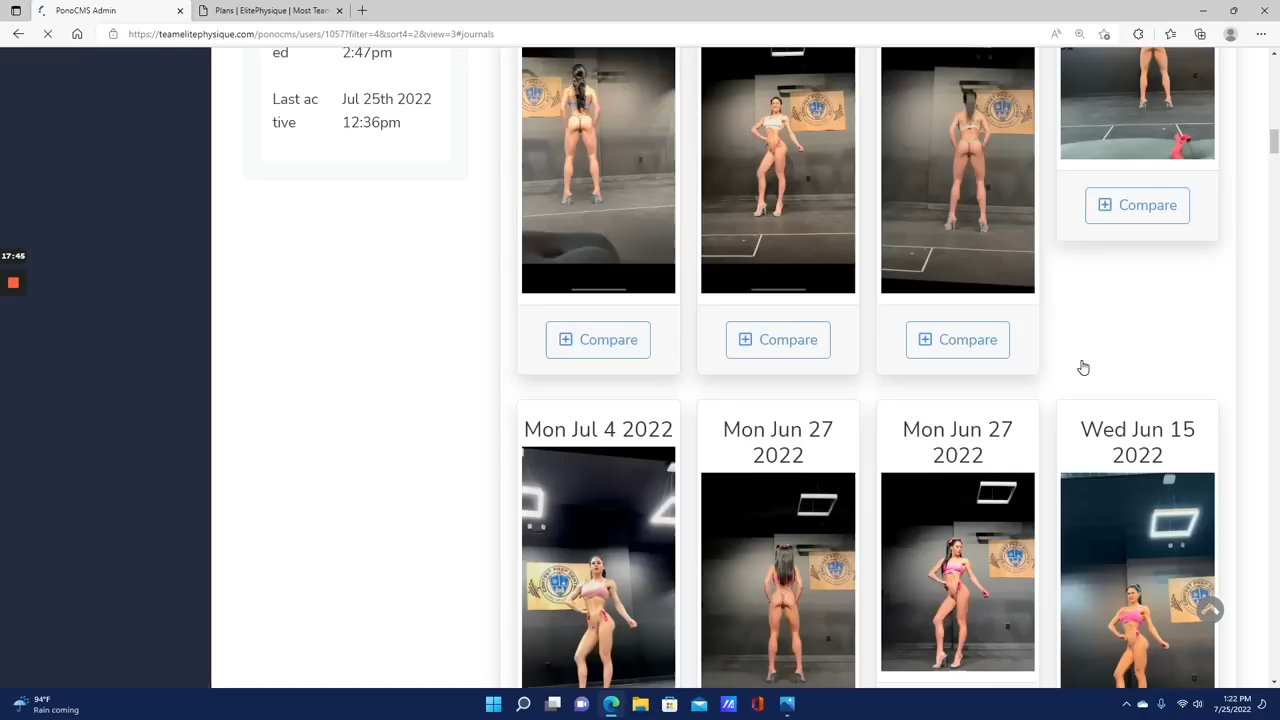 PonoCMS Admin
Plans | ElitePhysique | Most Team
https://teamelitephysique.com/ponocms/users/1057?filter=4&sort4=2&view=3#journals
ed
2:47pm
Last ac
tive
Jul 25th 2022
12:36pm
17:45
Compare
Compare
Compare
Compare
Mon Jul 4 2022
Mon Jun 27
2022
Mon Jun 27
2022
Wed Jun 15
2022
94°F
Rain coming
1:22 PM
7/25/2022